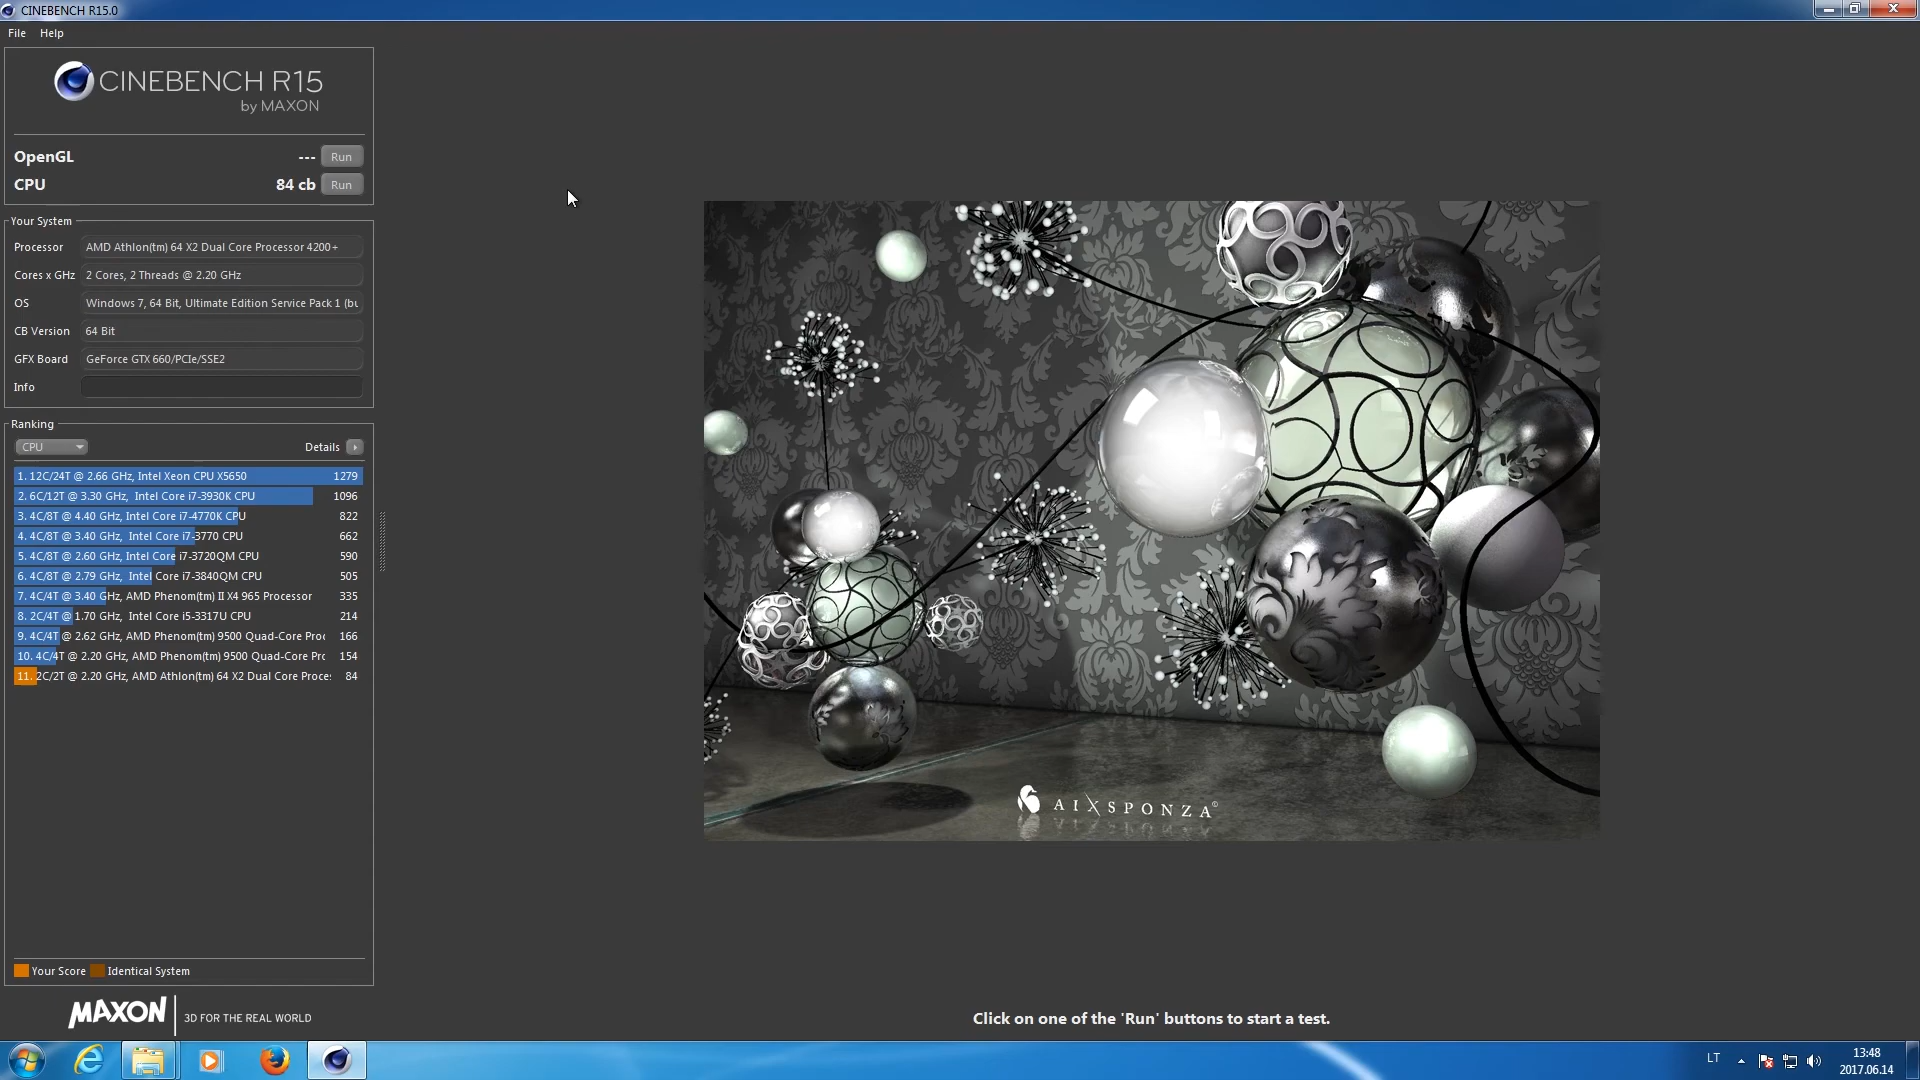 CINEBENCH R15.0
File Help
CINEBENCH R15
by MAXON
OpenGL --- Run
CPU 84 cb Run
Your System
Processor AMD Athlon(tm) 64 X2 Dual Core Processor 4200+
Cores x GHz 2 Cores, 2 Threads @ 2.20 GHz
OS Windows 7, 64 Bit, Ultimate Edition Service Pack 1 (bu
CB Version 64 Bit
GFX Board GeForce GTX 660/PCIe/SSE2
Info
Ranking
CPU Details
1. 12C/24T @ 2.66 GHz, Intel Xeon CPU X5650 1279
2. 6C/12T @ 3.30 GHz, Intel Core i7-3930K CPU 1096
3. 4C/8T @ 4.40 GHz, Intel Core i7-4770K CPU 822
4. 4C/8T @ 3.40 GHz, Intel Core i7-3770 CPU 662
5. 4C/8T @ 2.60 GHz, Intel Core i7-3720QM CPU 590
6. 4C/8T @ 2.79 GHz, Intel Core i7-3840QM CPU 505
7. 4C/4T @ 3.40 GHz, AMD Phenom(tm) II X4 965 Processor 335
8. 2C/4T @ 1.70 GHz, Intel Core i5-3317U CPU 214
9. 4C/4T @ 2.62 GHz, AMD Phenom(tm) 9500 Quad-Core Proc 166
10. 4C/4T @ 2.20 GHz, AMD Phenom(tm) 9500 Quad-Core Prc 154
11. 2C/2T @ 2.20 GHz, AMD Athlon(tm) 64 X2 Dual Core Proces 84
AIXSPONZA®
Your Score Identical System
MAXON 3D FOR THE REAL WORLD
Click on one of the 'Run' buttons to start a test.
LT
13:48
2017.06.14